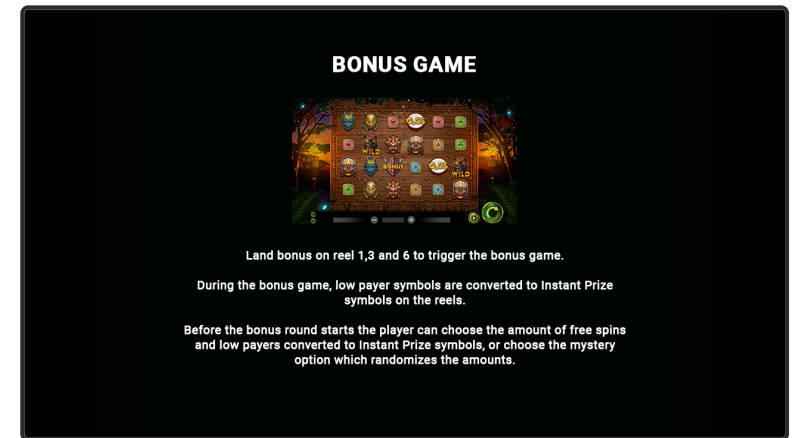 BONUS GAME
WILD
BONUS
WILD
Land bonus on reel 1,3 and 6 to trigger the bonus game.
During the bonus game, low payer symbols are converted to Instant Prize
symbols on the reels.
Before the bonus round starts the player can choose the amount of free spins
and low payers converted to Instant Prize symbols, or choose the mystery
option which randomizes the amounts.